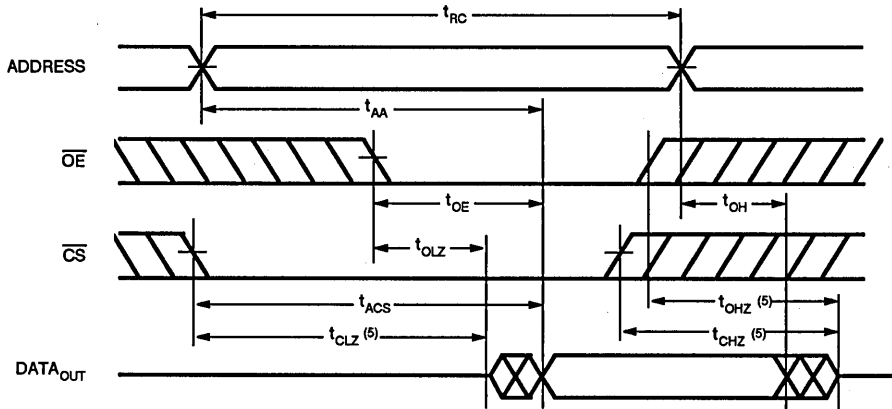 tRC
ADDRESS
tAA
OE
tOE
tOH
CS
tOLZ
tACS
tOHZ (5)
tCLZ (5)
tCHZ (5)
DATAOUT